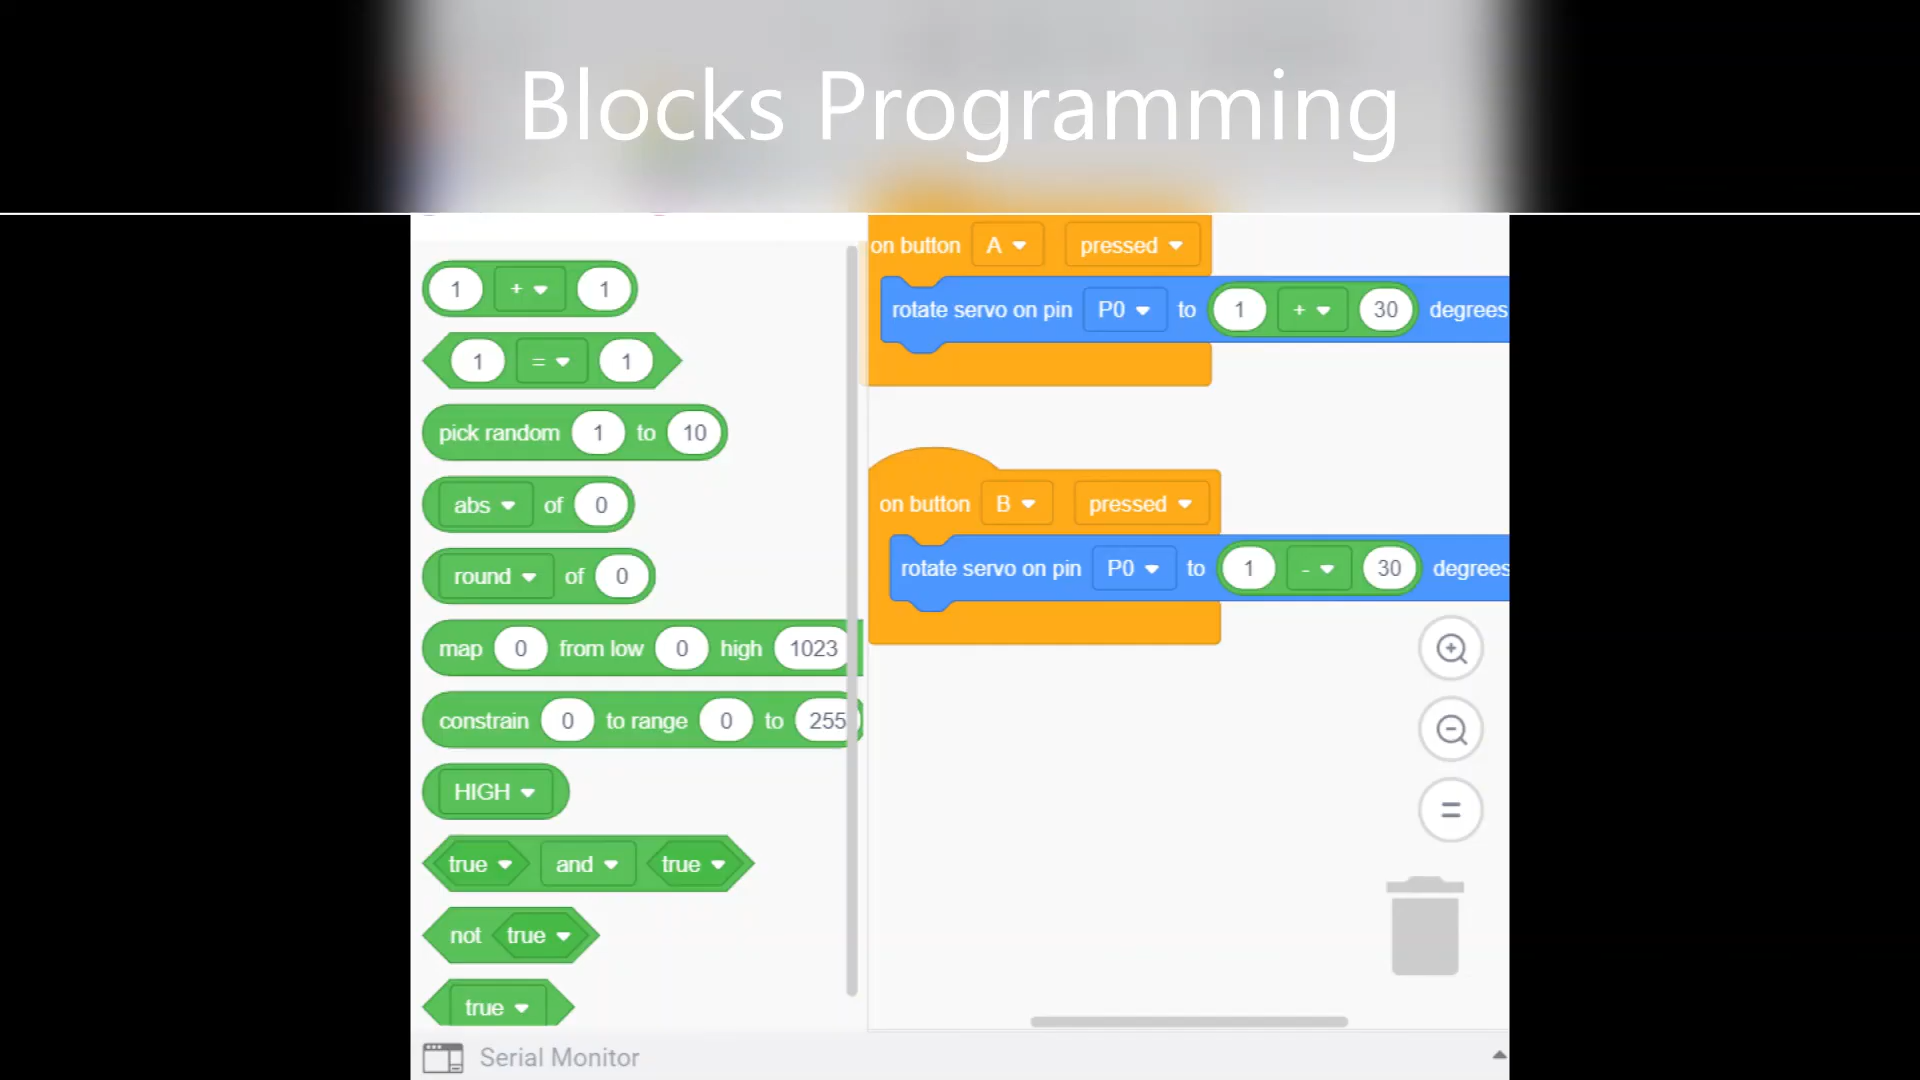 Blocks Programming
1 + 1
1 = 1
pick random 1 to 10
abs of 0
round of 0
map 0 from low 0 high 1023
constrain 0 to range 0 to 255
HIGH
true and true
not true
true
on button A pressed
rotate servo on pin P0 to 1 + 30 degrees
on button B pressed
rotate servo on pin P0 to 1 - 30 degrees
Serial Monitor